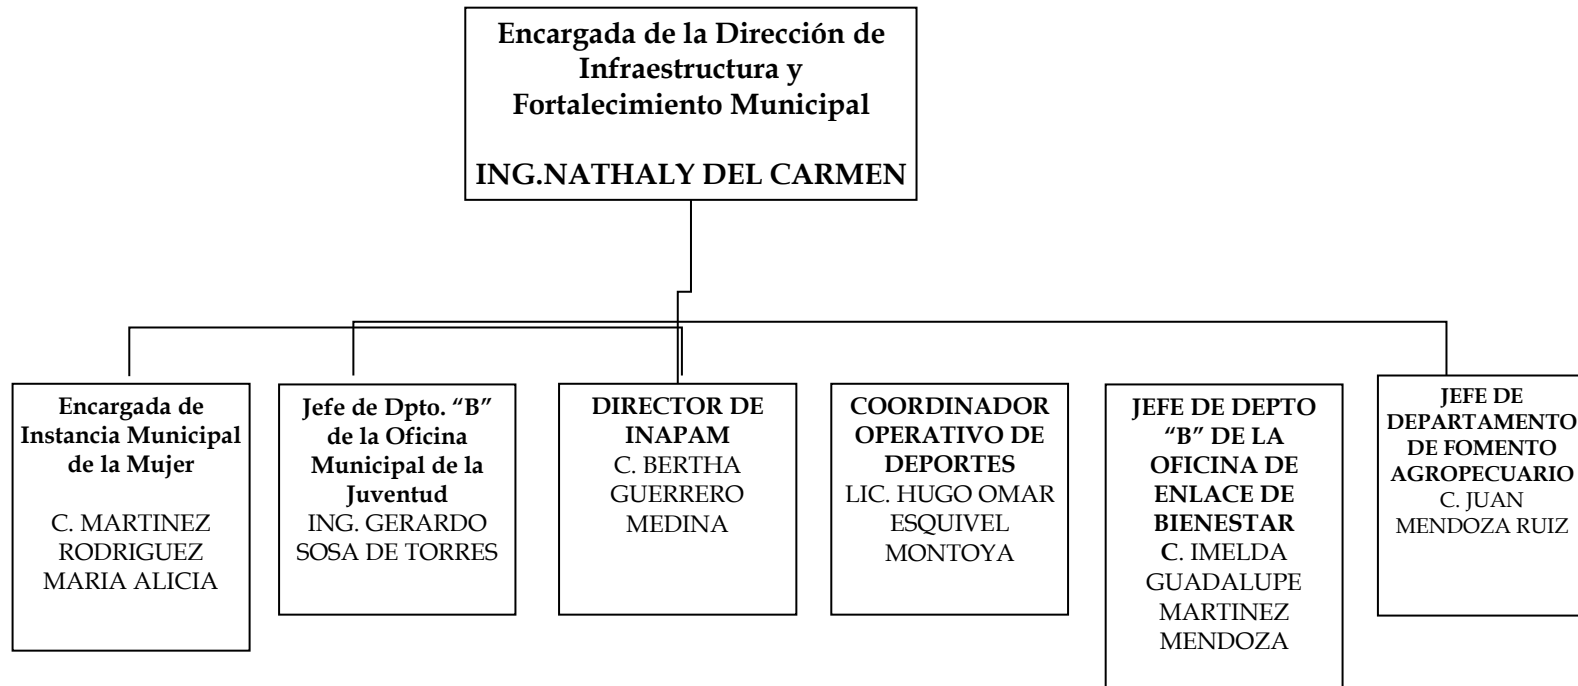 Encargada de la Dirección de
Infraestructura y
Fortalecimiento Municipal
ING.NATHALY DEL CARMEN
Encargada de
Instancia Municipal
de la Mujer
C. MARTINEZ
RODRIGUEZ
MARIA ALICIA
Jefe de Dpto. “B”
de la Oficina
Municipal de la
Juventud
ING. GERARDO
SOSA DE TORRES
DIRECTOR DE
INAPAM
C. BERTHA
GUERRERO
MEDINA
COORDINADOR
OPERATIVO DE
DEPORTES
LIC. HUGO OMAR
ESQUIVEL
MONTOYA
JEFE DE DEPTO
“B” DE LA
OFICINA DE
ENLACE DE
BIENESTAR
C. IMELDA
GUADALUPE
MARTINEZ
MENDOZA
JEFE DE
DEPARTAMENTO
DE FOMENTO
AGROPECUARIO
C. JUAN
MENDOZA RUIZ